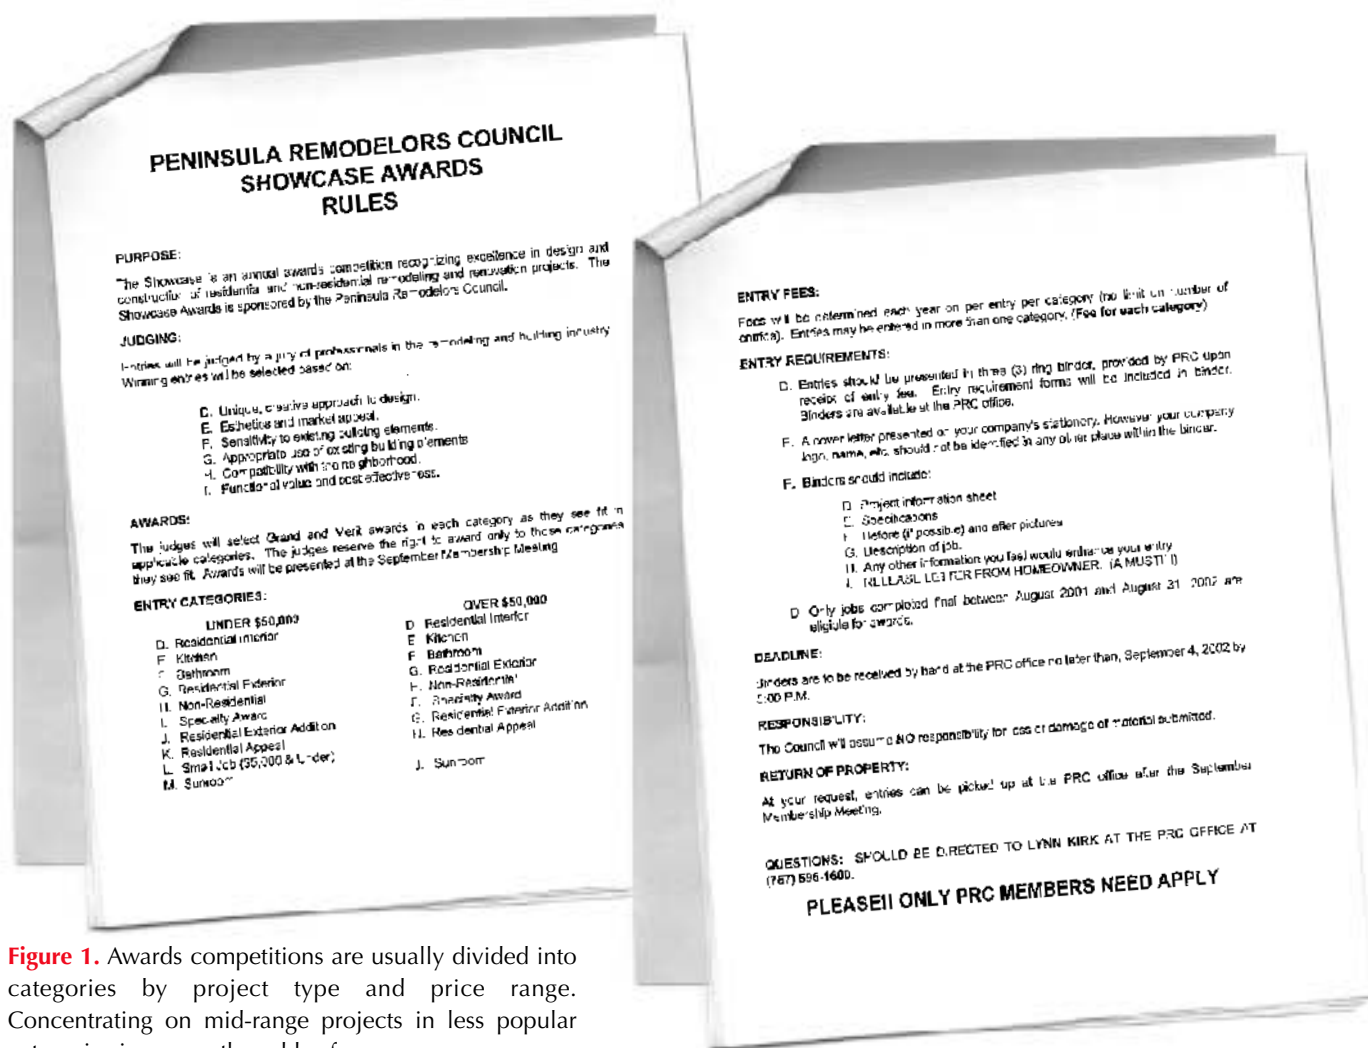 PENINSULA REMODELORS COUNCIL
SHOWCASE AWARDS
RULES
PURPOSE:
The Showcase is an annual awards competition recognizing excellence in design and
construction of residential and non-residential remodeling and renovation projects. The
Showcase Awards is sponsored by the Peninsula Remodelors Council.
JUDGING:
Entries will be judged by a jury of professionals in the remodeling and building industry
Winning entries will be selected based on:
D. Unique, creative approach to design.
E. Esthetics and market appeal.
F. Sensitivity to existing building elements.
G. Appropriate use of existing building elements
H. Compatibility with the neighborhood.
I. Functional value and cost effectiveness.
AWARDS:
The judges will select Grand and Merit awards in each category as they see fit in
applicable categories. The judges reserve the right to award only to those categories
they see fit. Awards will be presented at the September Membership Meeting
ENTRY CATEGORIES:
UNDER $50,000
D. Residential Interior
E Kitchen
F Bathroom
G. Residential Exterior
H. Non-Residential
I. Specialty Award
J. Residential Exterior Addition
K. Residential Appeal
L. Small Job ($5,000 & Under)
M. Sunroom
OVER $50,000
D Residential Interior
E Kitchen
F Bathroom
G. Residential Exterior
Non-Residential
Specialty Award
G. Residential Exterior Addition
H. Residential Appeal
J. Sunroom
ENTRY FEES:
Fees will be determined each year on per entry per category (no limit on number of
entries). Entries may be entered in more than one category. (Fee for each category)
ENTRY REQUIREMENTS:
D. Entries should be presented in three (3) ring binder, provided by PRC upon
receipt of entry fee. Entry requirement forms will be included in binder.
Binders are available at the PRC office.
E. A cover letter presented on your company's stationery. However your company
logo, name, etc. should not be identified in any other place within the binder.
F. Binders should include:
D Project information sheet
E. Specifications
F Before (if possible) and after pictures
G. Description of job.
H. Any other information you feel would enhance your entry
I. RELEASE LETTER FROM HOMEOWNER. (A MUST!!)
D Only jobs completed final between August 2001 and August 31, 2002 are
eligible for awards.
DEADLINE:
Binders are to be received by hand at the PRC office no later than, September 4, 2002 by
5:00 P.M.
RESPONSIBILITY:
The Council will assume NO responsibility for loss or damage of material submitted.
RETURN OF PROPERTY:
At your request, entries can be picked up at the PRC office after the September
Membership Meeting.
QUESTIONS: SHOULD BE DIRECTED TO LYNN KIRK AT THE PRC OFFICE AT
(757) 595-1600.
PLEASE!! ONLY PRC MEMBERS NEED APPLY
Figure 1. Awards competitions are usually divided into
categories by project type and price range.
Concentrating on mid-range projects in less popular